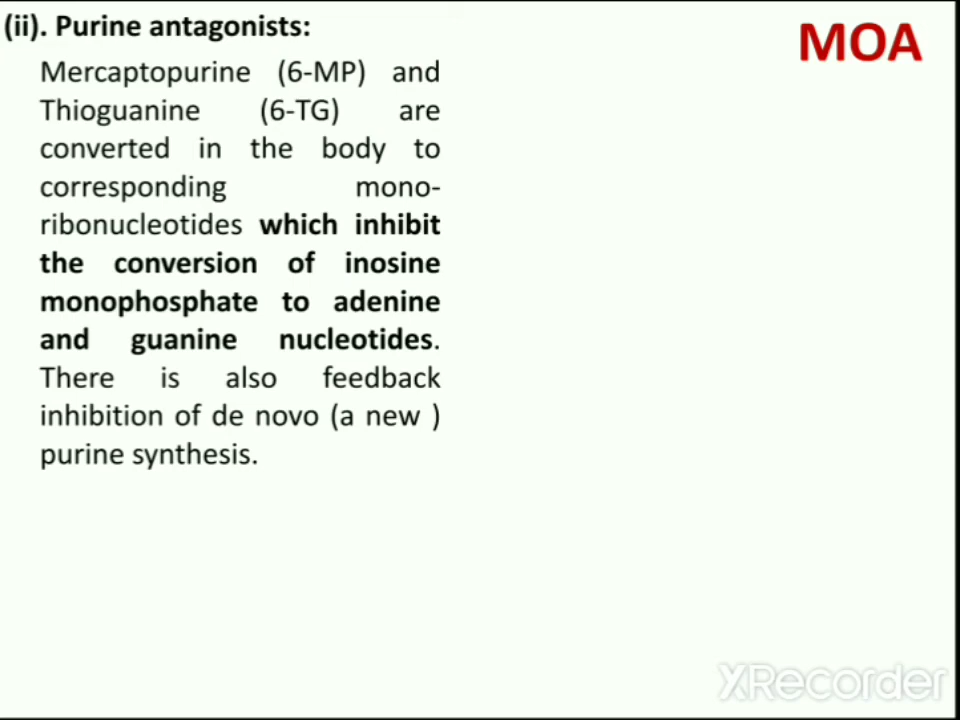 (ii). Purine antagonists:
MOA
Mercaptopurine (6-MP) and
Thioguanine (6-TG) are
converted in the body to
corresponding mono-
ribonucleotides which inhibit
the conversion of inosine
monophosphate to adenine
and guanine nucleotides.
There is also feedback
inhibition of de novo (a new )
purine synthesis.
XRecorder